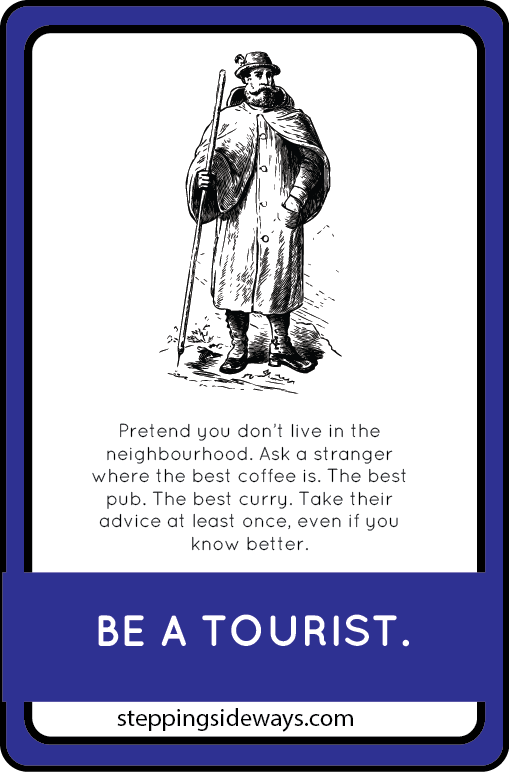 Pretend you don't live in the
neighbourhood. Ask a stranger
where the best coffee is. The best
pub. The best curry. Take their
advice at least once, even if you
know better.
BE A TOURIST.
steppingsideways.com